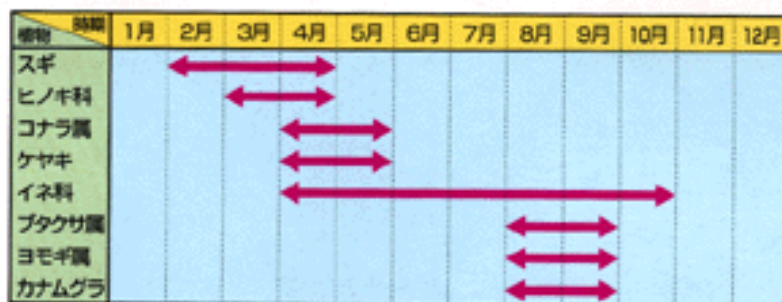 時期
植物
1月 2月 3月 4月 5月 6月 7月 8月 9月 10月 11月 12月
スギ
ヒノキ科
コナラ属
ケヤキ
イネ科
ブタクサ属
ヨモギ属
カナムグラ